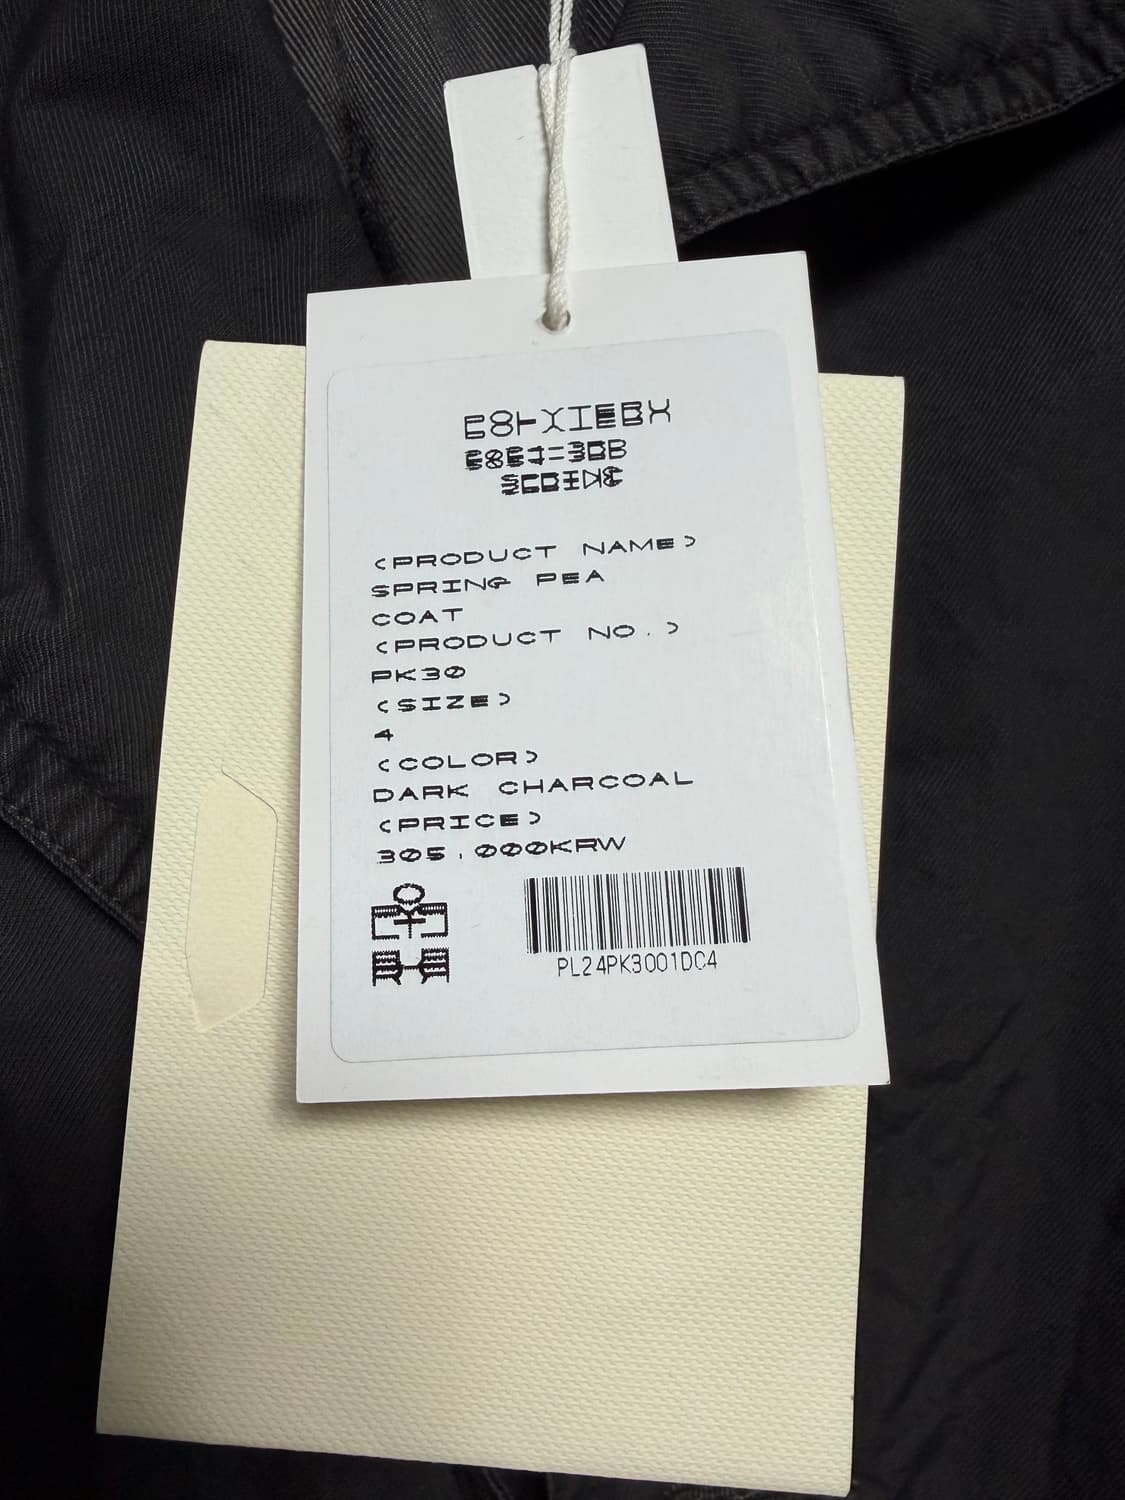 <PRODUCT NAME>
SPRING PEA
COAT
<PRODUCT NO.>
PK30
<SIZE>
4
<COLOR>
DARK CHARCOAL
<PRICE>
305,000KRW
PL24PK3001DC4